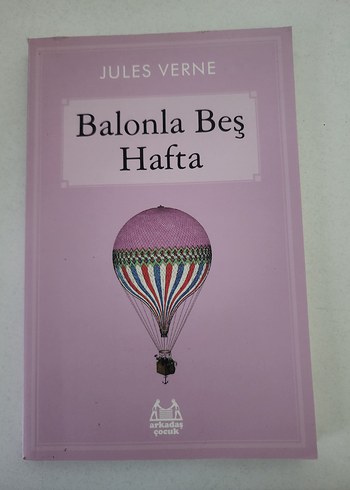 JULES VERNE
Balonla Beş
Hafta
arkadaş
çocuk